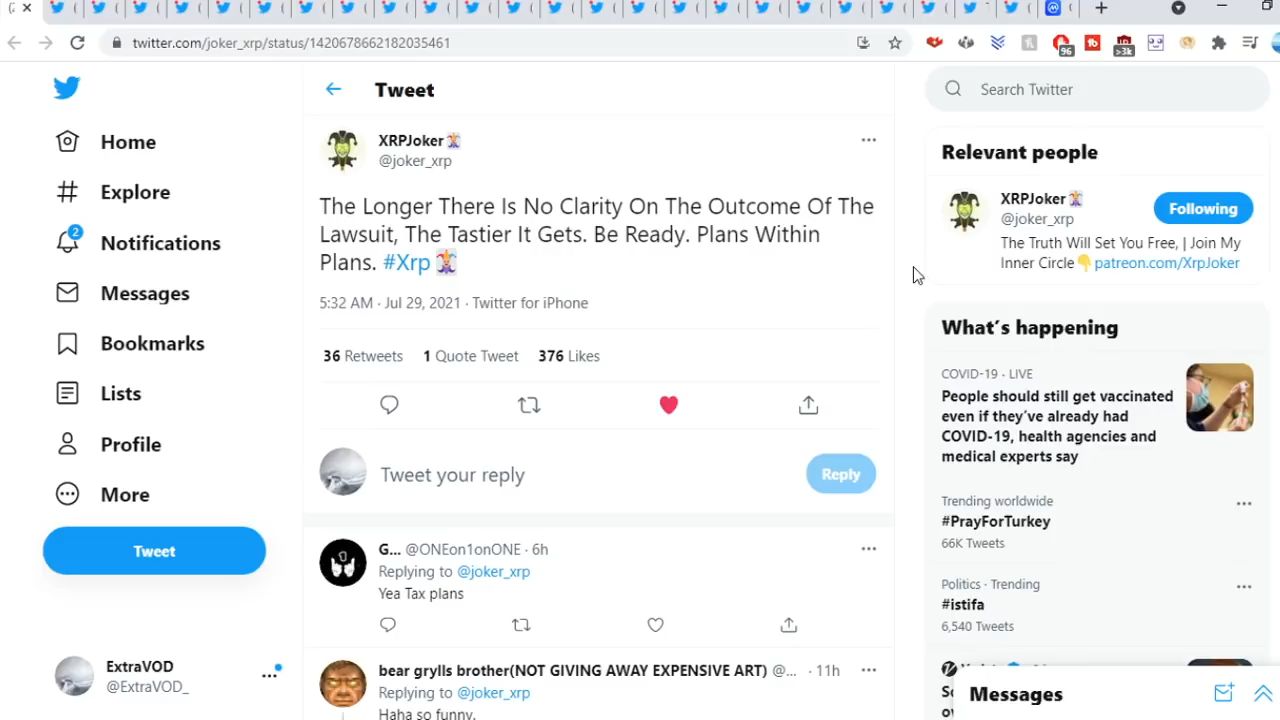 twitter.com/joker_xrp/status/1420678662182035461
96
>3k
Home
Explore
2
Notifications
Messages
Bookmarks
Lists
Profile
More
Tweet
ExtraVOD
@ExtraVOD_
Tweet
XRPJoker🃏
@joker_xrp
The Longer There Is No Clarity On The Outcome Of The
Lawsuit, The Tastier It Gets. Be Ready. Plans Within
Plans. #Xrp🃏
5:32 AM · Jul 29, 2021 · Twitter for iPhone
36 Retweets 1 Quote Tweet 376 Likes
Tweet your reply
Reply
G... @ONEon1onONE · 6h
Replying to @joker_xrp
Yea Tax plans
bear grylls brother(NOT GIVING AWAY EXPENSIVE ART) @... · 11h
Replying to @joker_xrp
Haha so funny.
Search Twitter
Relevant people
XRPJoker🃏
@joker_xrp
Following
The Truth Will Set You Free, | Join My
Inner Circle👇patreon.com/XrpJoker
What's happening
COVID-19 · LIVE
People should still get vaccinated
even if they've already had
COVID-19, health agencies and
medical experts say
Trending worldwide
#PrayForTurkey
66K Tweets
Politics · Trending
#istifa
6,540 Tweets
Messages